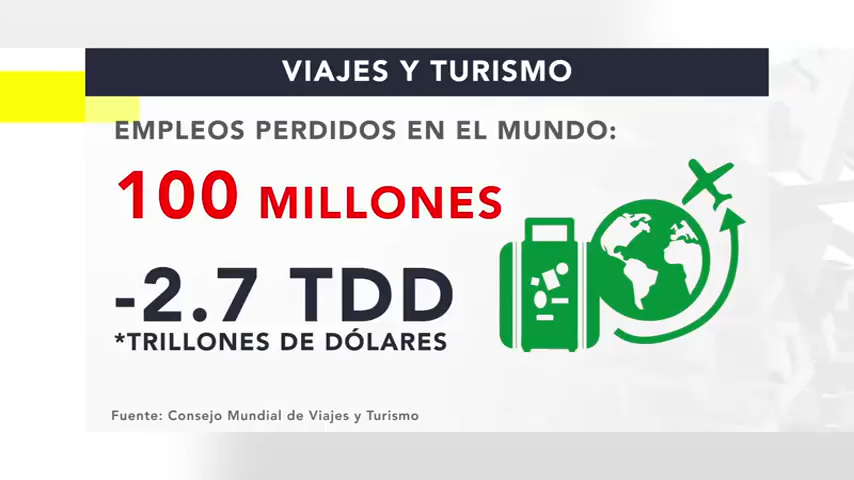 VIAJES Y TURISMO
EMPLEOS PERDIDOS EN EL MUNDO:
100 MILLONES
-2.7 TDD
*TRILLONES DE DÓLARES
Fuente: Consejo Mundial de Viajes y Turismo